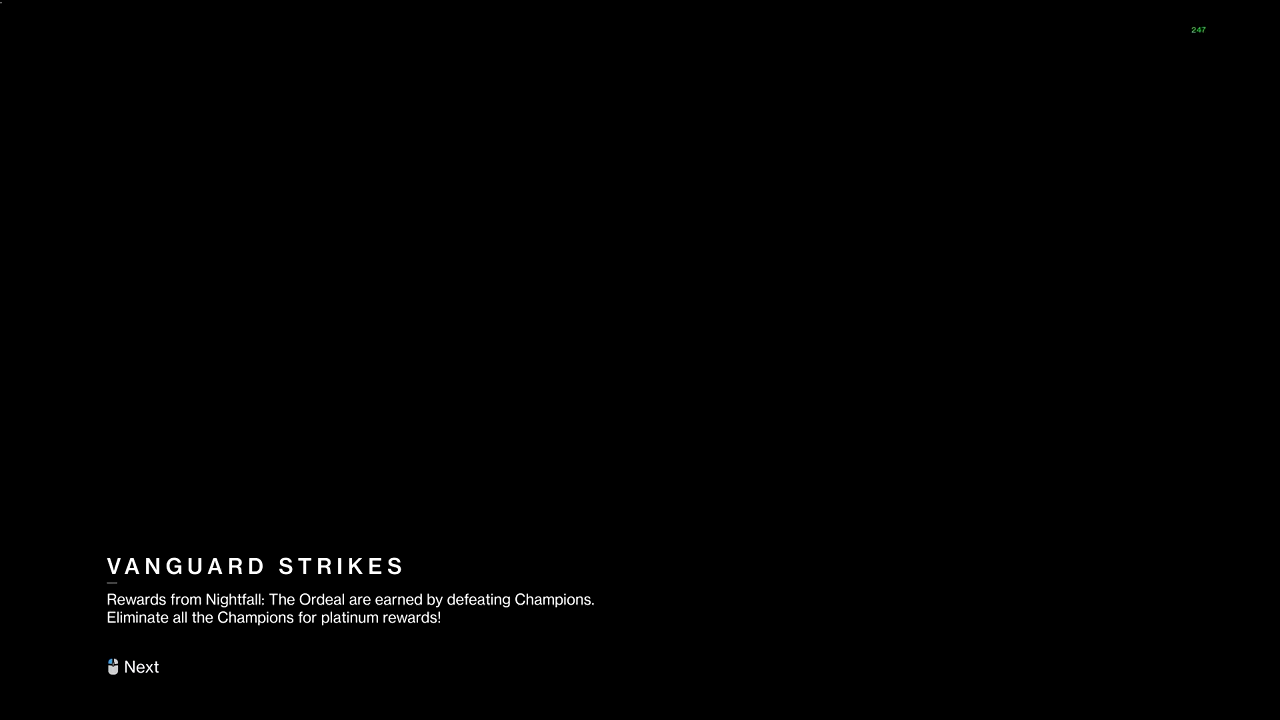 247
VANGUARD STRIKES
Rewards from Nightfall: The Ordeal are earned by defeating Champions.
Eliminate all the Champions for platinum rewards!
Next